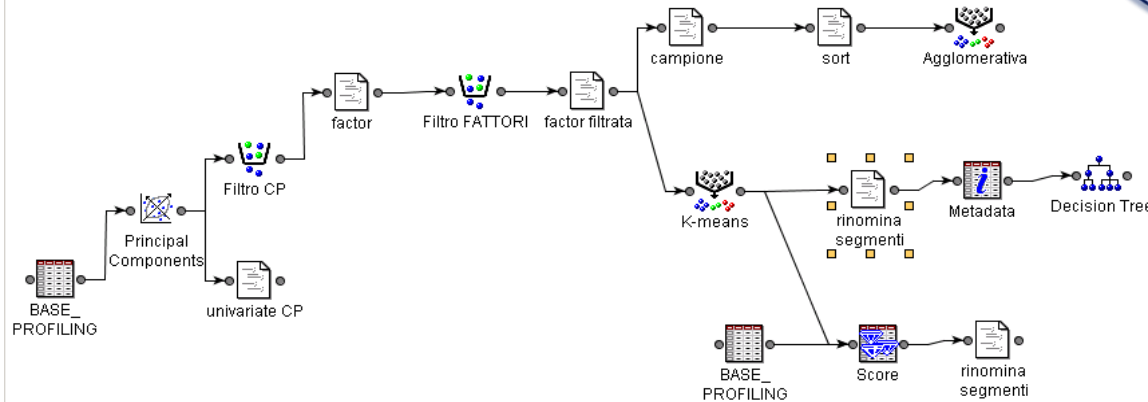 campione
sort
Agglomerativa
factor
Filtro FATTORI
factor filtrata
Filtro CP
K-means
rinomina
segmenti
Metadata
Decision Tree
Principal
Components
BASE_
PROFILING
univariate CP
BASE_
PROFILING
Score
rinomina
segmenti